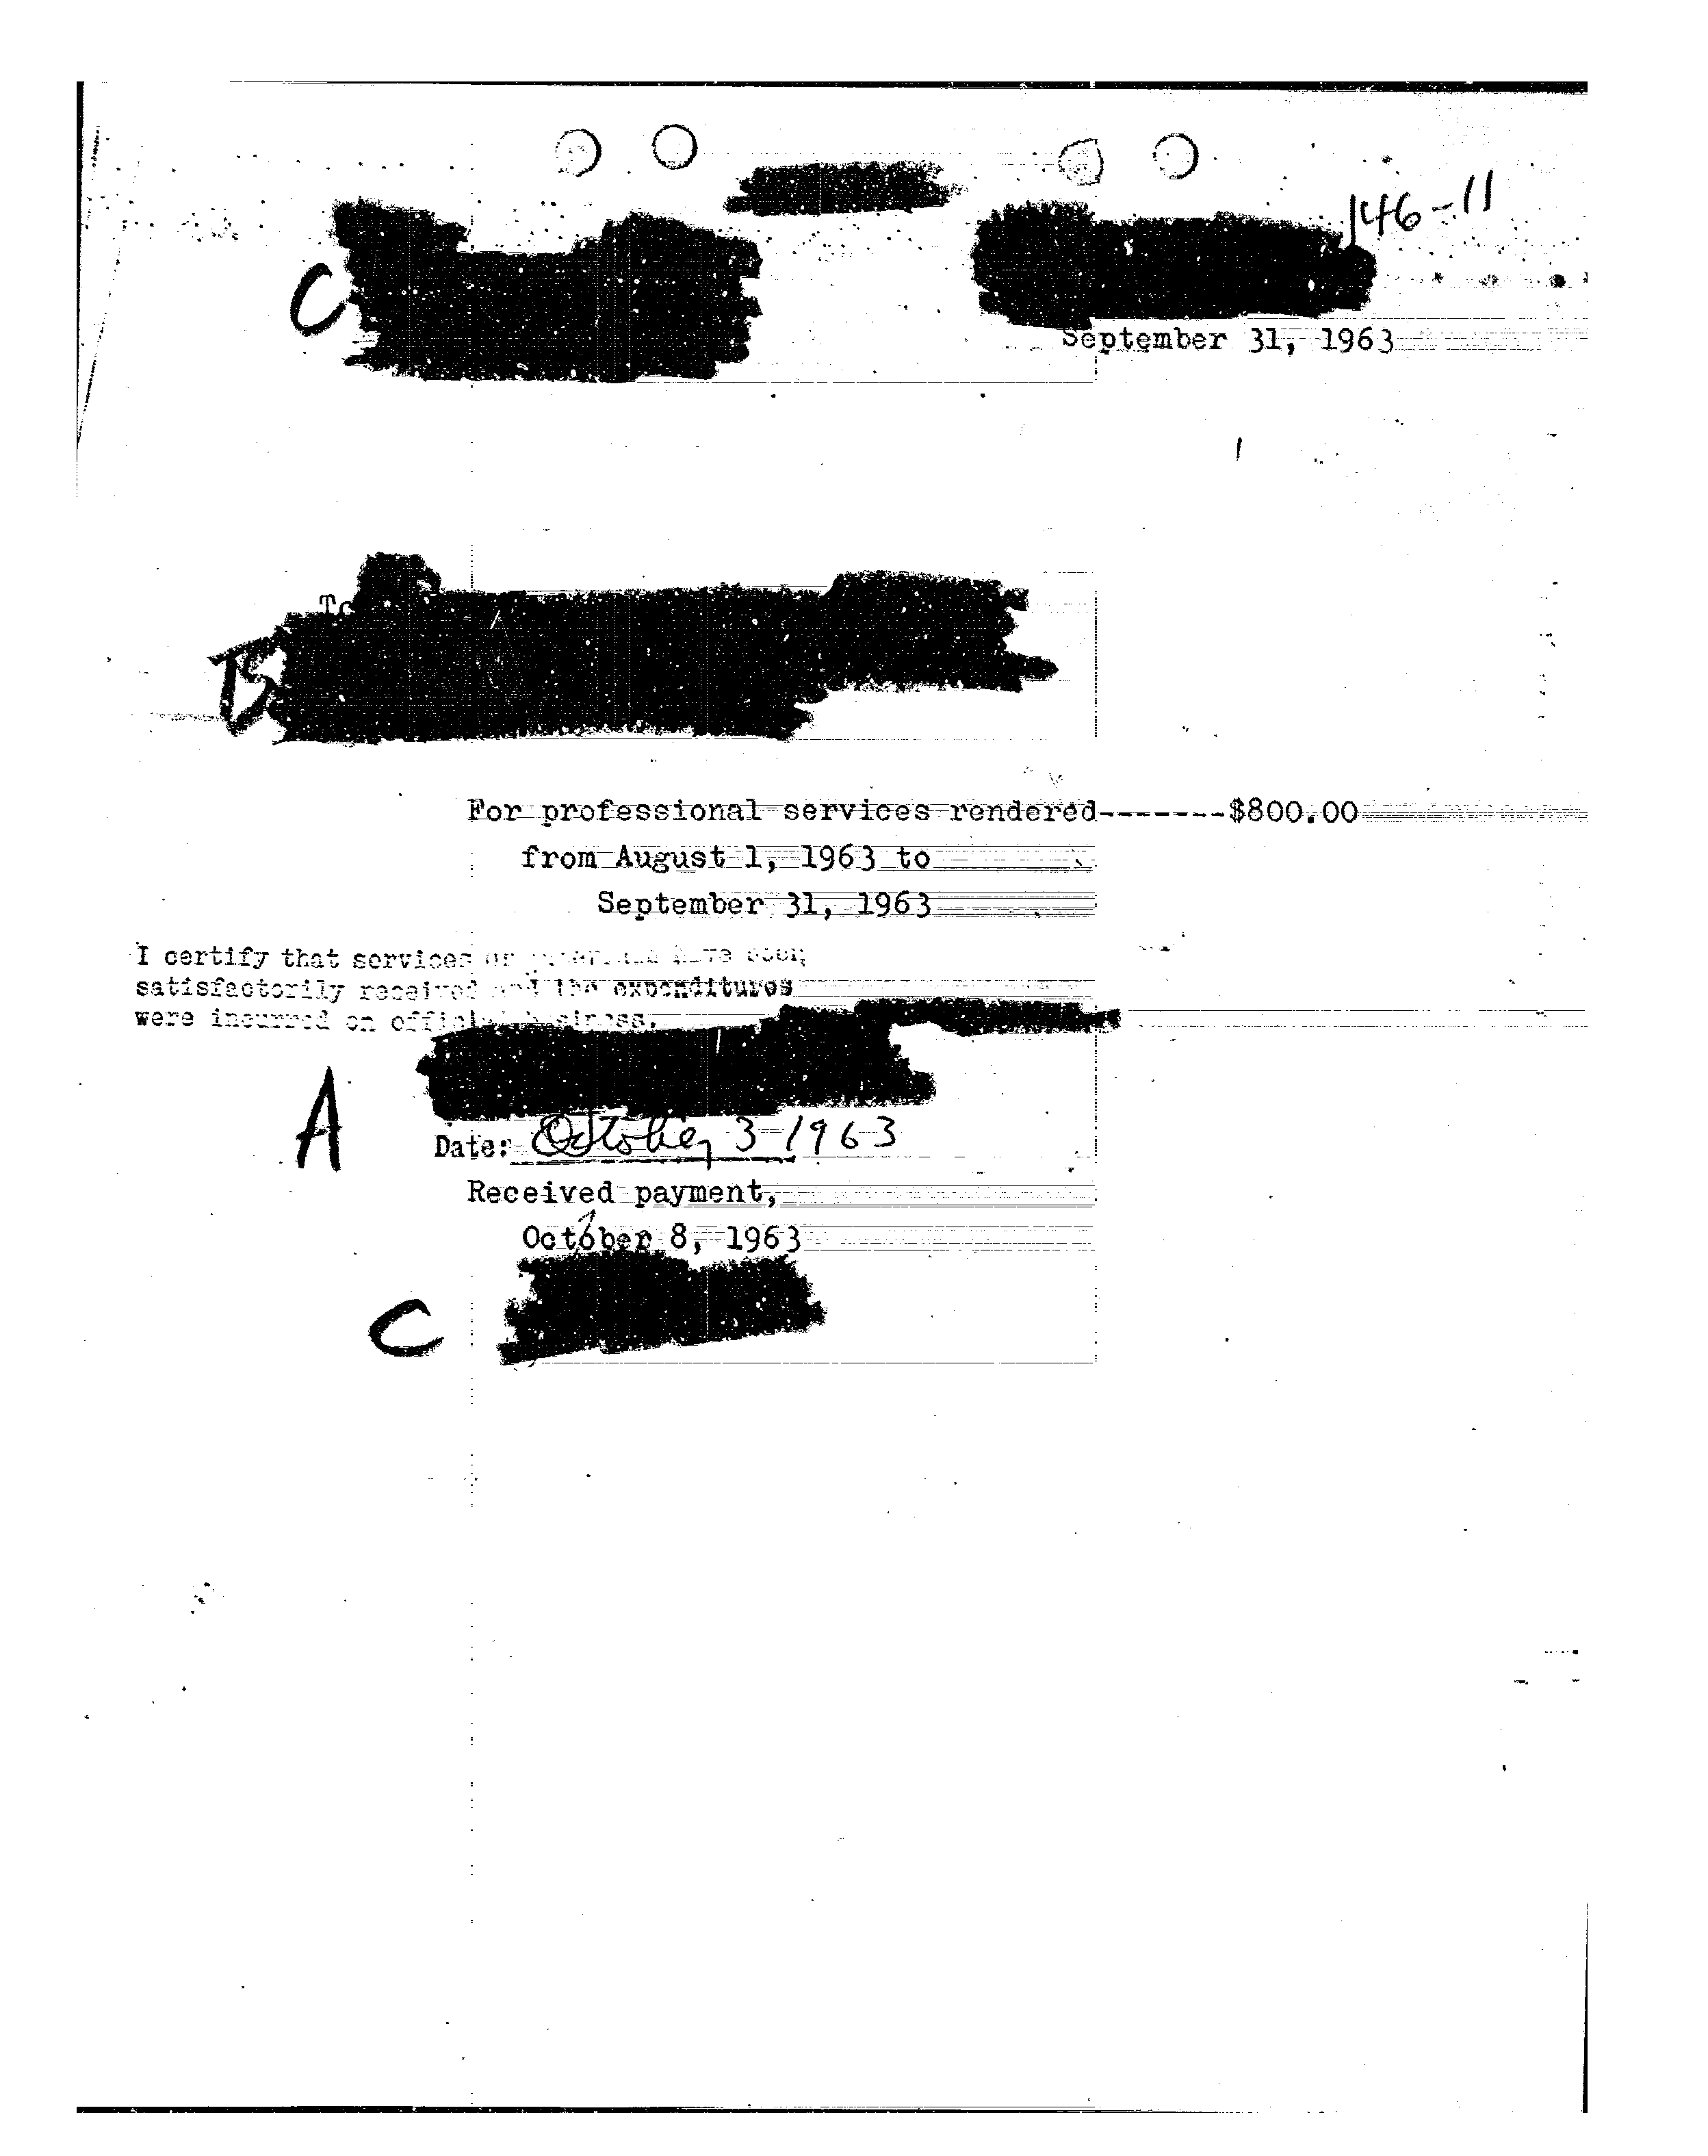 146-11
C
September 31, 1963
To
B
For professional services rendered-------$800.00
from August 1, 1963 to
September 31, 1963
I certify that services or material have been
satisfactorily received and the expenditures
were incurred on official business.
A
Date: October 3 1963
Received payment,
October 8, 1963
C